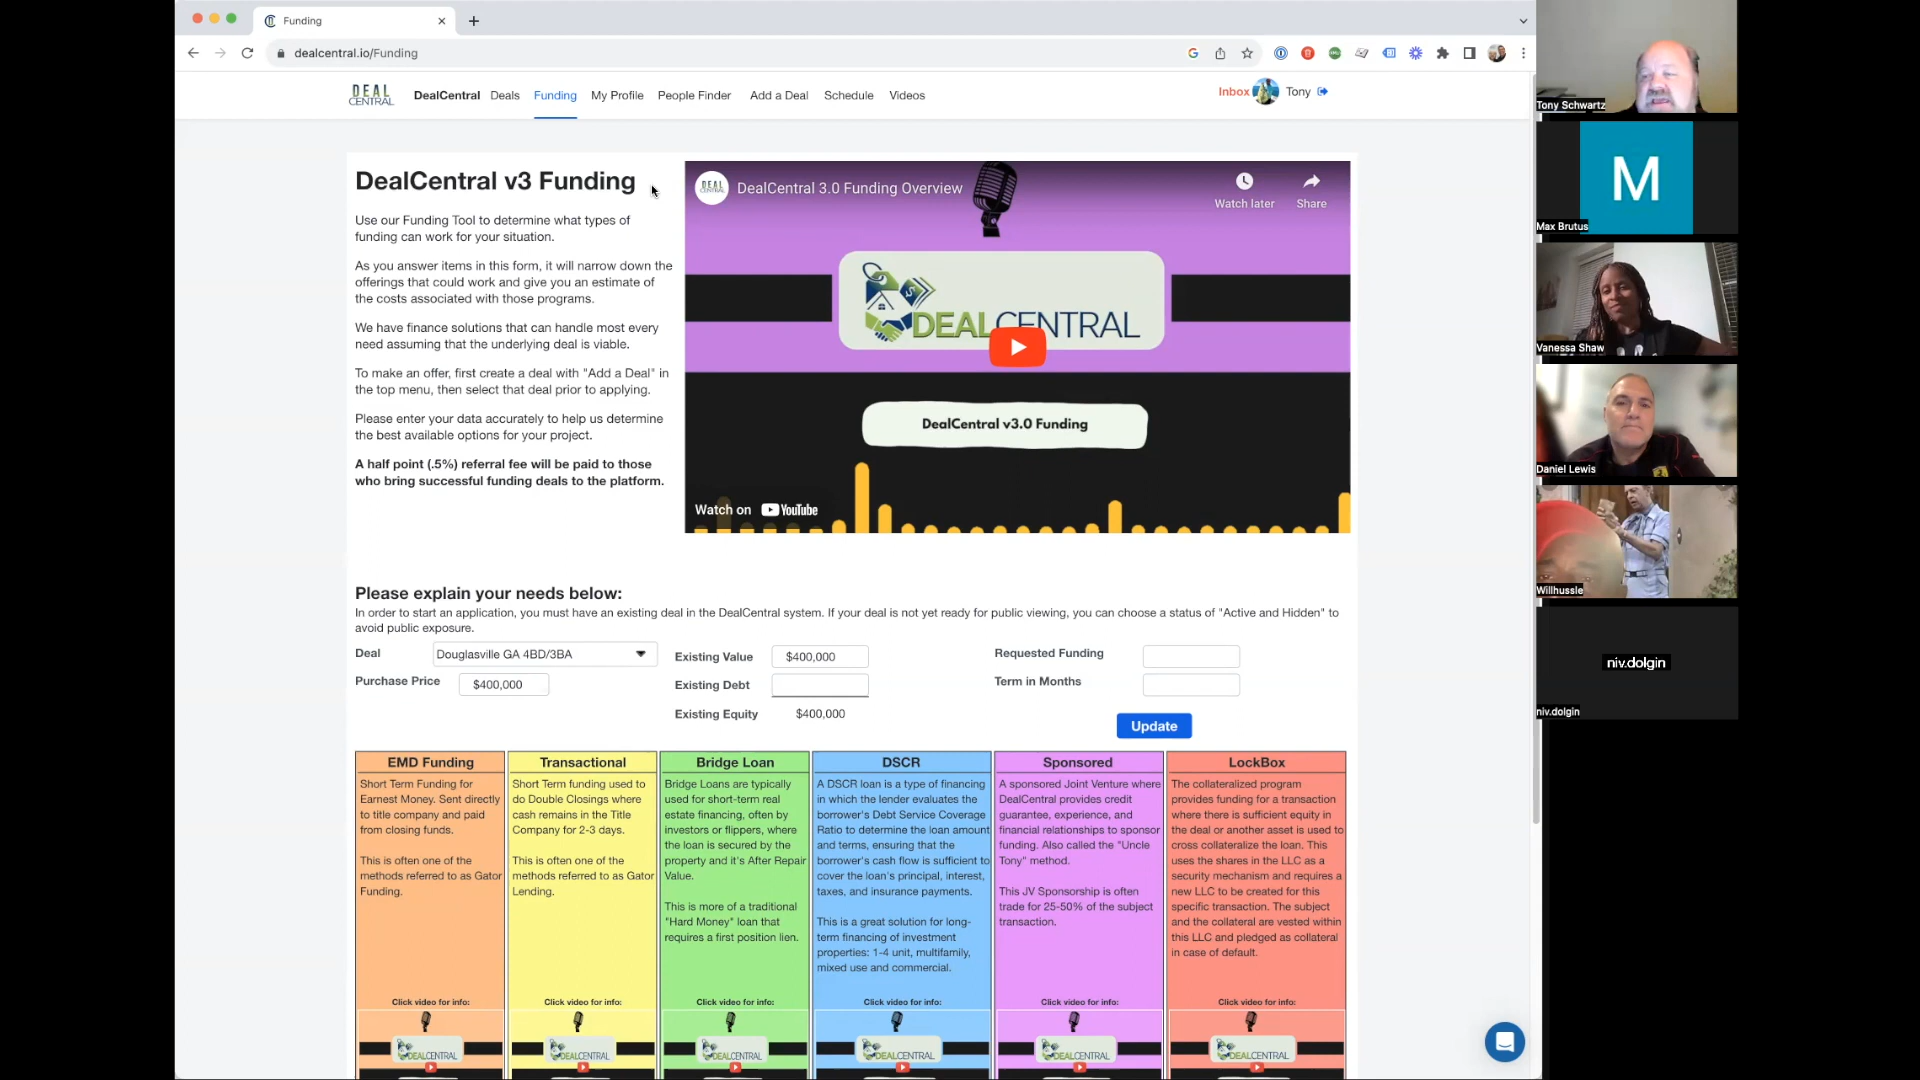 Funding
dealcentral.io/Funding
DEAL
CENTRAL
DealCentral
Deals
Funding
My Profile
People Finder
Add a Deal
Schedule
Videos
Inbox
Tony
DealCentral v3 Funding
Use our Funding Tool to determine what types of
funding can work for your situation.
As you answer items in this form, it will narrow down the
offerings that could work and give you an estimate of
the costs associated with those programs.
We have finance solutions that can handle most every
need assuming that the underlying deal is viable.
To make an offer, first create a deal with "Add a Deal" in
the top menu, then select that deal prior to applying.
Please enter your data accurately to help us determine
the best available options for your project.
A half point (.5%) referral fee will be paid to those
who bring successful funding deals to the platform.
DEAL
CENTRAL
DealCentral 3.0 Funding Overview
Watch later
Share
DEALCENTRAL
DealCentral v3.0 Funding
Watch on YouTube
Please explain your needs below:
In order to start an application, you must have an existing deal in the DealCentral system. If your deal is not yet ready for public viewing, you can choose a status of "Active and Hidden" to
avoid public exposure.
Deal
Douglasville GA 4BD/3BA
Purchase Price
$400,000
Existing Value
$400,000
Existing Debt
Existing Equity
$400,000
Requested Funding
Term in Months
Update
EMD Funding
Short Term Funding for
Earnest Money. Sent directly
to title company and paid
from closing funds.
This is often one of the
methods referred to as Gator
Funding.
Click video for info:
DEALCENTRAL
Transactional
Short Term funding used to
do Double Closings where
cash remains in the Title
Company for 2-3 days.
This is often one of the
methods referred to as Gator
Lending.
Click video for info:
DEALCENTRAL
Bridge Loan
Bridge Loans are typically
used for short-term real
estate financing, often by
investors or flippers, where
the loan is secured by the
property and it's After Repair
Value.
This is more of a traditional
"Hard Money" loan that
requires a first position lien.
Click video for info:
DEALCENTRAL
DSCR
A DSCR loan is a type of financing
in which the lender evaluates the
borrower's Debt Service Coverage
Ratio to determine the loan amount
and terms, ensuring that the
borrower's cash flow is sufficient to
cover the loan's principal, interest,
taxes, and insurance payments.
This is a great solution for long-
term financing of investment
properties: 1-4 unit, multifamily,
mixed use and commercial.
Click video for info:
DEALCENTRAL
Sponsored
A sponsored Joint Venture where
DealCentral provides credit
guarantee, experience, and
financial relationships to sponsor
funding. Also called the "Uncle
Tony" method.
This JV Sponsorship is often
trade for 25-50% of the subject
transaction.
Click video for info:
DEALCENTRAL
LockBox
The collateralized program
provides funding for a transaction
where there is sufficient equity in
the deal or another asset is used to
cross collateralize the loan. This
uses the shares in the LLC as a
security mechanism and requires a
new LLC to be created for this
specific transaction. The subject
and the collateral are vested within
this LLC and pledged as collateral
in case of default.
Click video for info:
DEALCENTRAL
Tony Schwartz
M
Max Brutus
Vanessa Shaw
Daniel Lewis
Willhussle
niv.dolgin
niv.dolgin